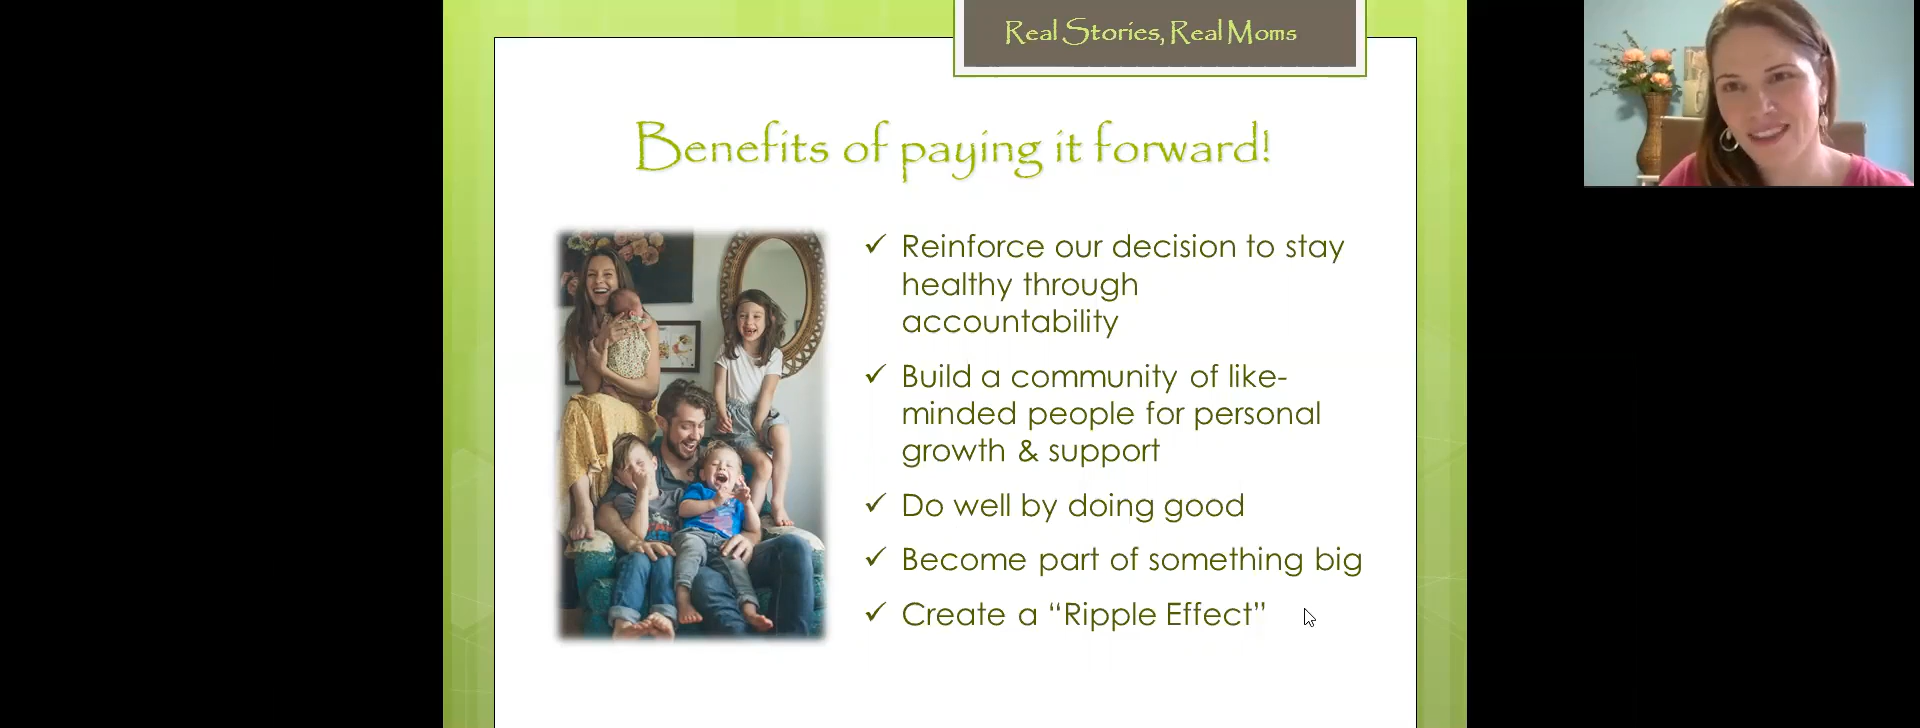 Real Stories, Real Moms
Benefits of paying it forward!
✓ Reinforce our decision to stay
healthy through
accountability
✓ Build a community of like-
minded people for personal
growth & support
✓ Do well by doing good
✓ Become part of something big
✓ Create a “Ripple Effect”